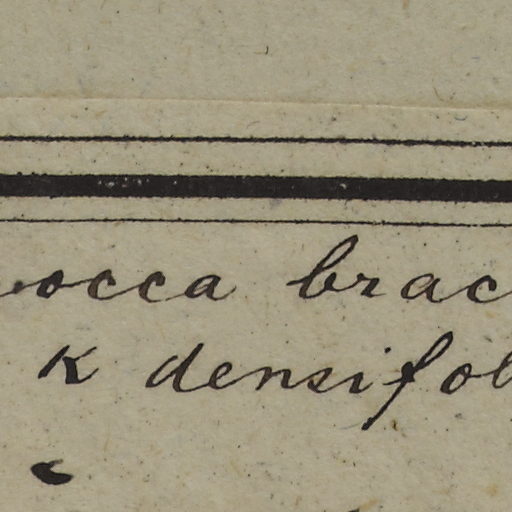 occa brac
K densifol